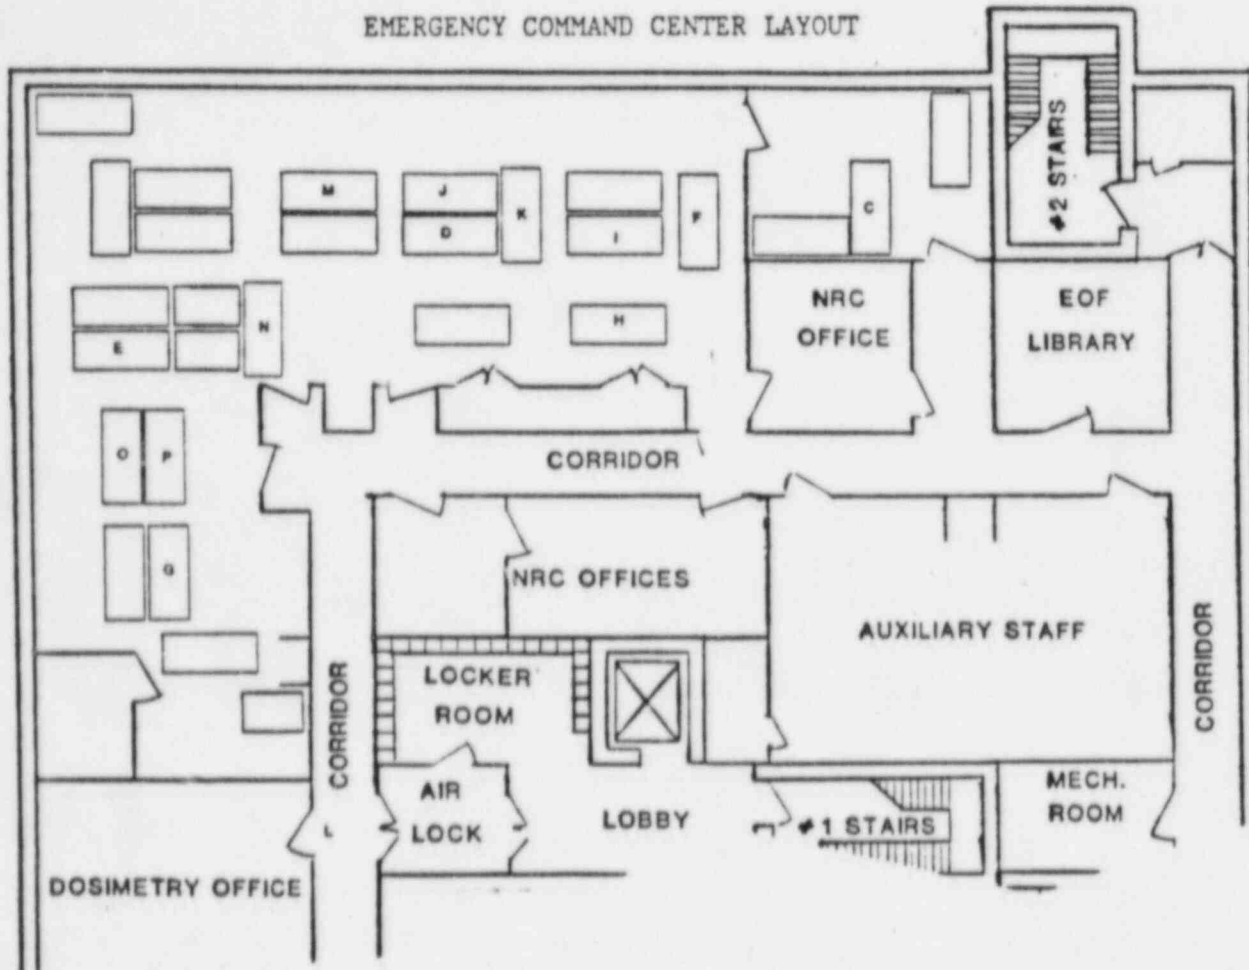 EMERGENCY COMMAND CENTER LAYOUT
#2 STAIRS
M
J
K
F
C
D
I
N
H
E
NRC
OFFICE
EOF
LIBRARY
O
P
CORRIDOR
G
NRC OFFICES
AUXILIARY STAFF
CORRIDOR
LOCKER
ROOM
CORRIDOR
AIR
LOCK
L
LOBBY
#1 STAIRS
MECH.
ROOM
DOSIMETRY OFFICE